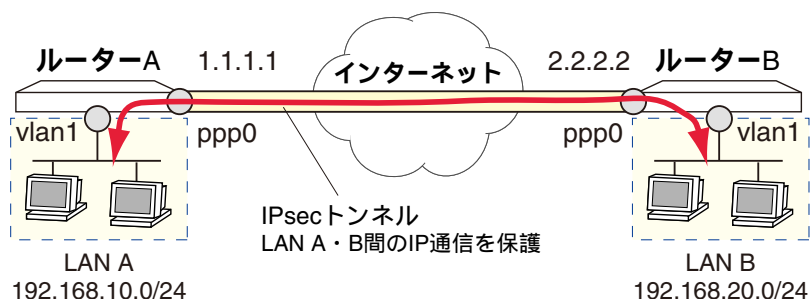 ルーターA
1.1.1.1
インターネット
2.2.2.2
ルーターB
vlan1
ppp0
ppp0
vlan1
IPsecトンネル
LAN A・B間のIP通信を保護
LAN A
192.168.10.0/24
LAN B
192.168.20.0/24